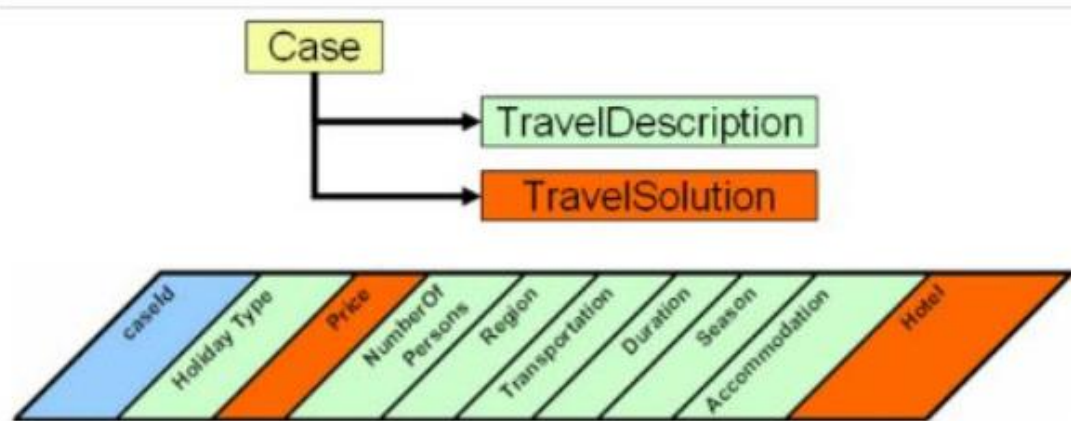 Case
TravelDescription
TravelSolution
caseId
Holiday Type
Price
NumberOf
Persons
Region
Transportation
Duration
Season
Accommodation
Hotel